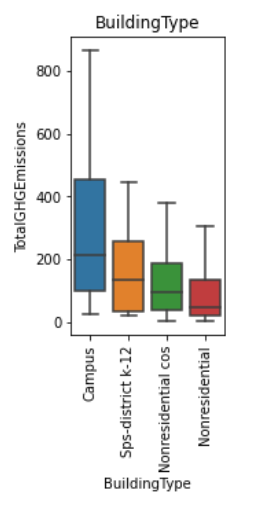 BuildingType
TotalGHGEmissions
800
600
400
200
0
Campus
Sps-district k-12
Nonresidential cos
Nonresidential
BuildingType